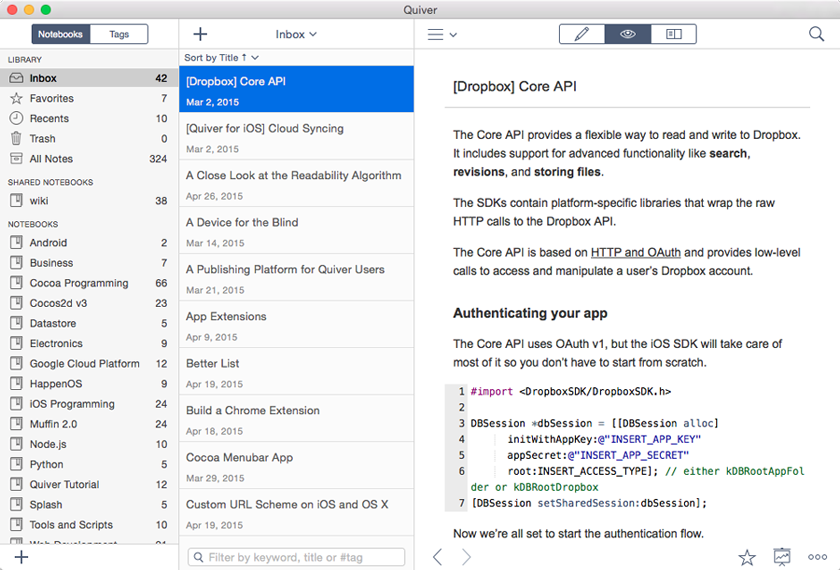 Quiver
Notebooks Tags
LIBRARY
Inbox 42
Favorites 7
Recents 10
Trash 0
All Notes 324
SHARED NOTEBOOKS
wiki 38
NOTEBOOKS
Android 2
Business 7
Cocoa Programming 66
Cocos2d v3 23
Datastore 5
Electronics 9
Google Cloud Platform 12
HappenOS 9
iOS Programming 24
Muffin 2.0 24
Node.js 10
Python 5
Quiver Tutorial 12
Splash 5
Tools and Scripts 10
Web Development 21
Inbox
Sort by Title ↑
[Dropbox] Core API
Mar 2, 2015
[Quiver for iOS] Cloud Syncing
Mar 2, 2015
A Close Look at the Readability Algorithm
Apr 26, 2015
A Device for the Blind
Mar 14, 2015
A Publishing Platform for Quiver Users
Mar 21, 2015
App Extensions
Apr 9, 2015
Better List
Apr 19, 2015
Build a Chrome Extension
Apr 18, 2015
Cocoa Menubar App
Mar 29, 2015
Custom URL Scheme on iOS and OS X
Apr 19, 2015
Filter by keyword, title or #tag
[Dropbox] Core API
The Core API provides a flexible way to read and write to Dropbox.
It includes support for advanced functionality like search,
revisions, and storing files.
The SDKs contain platform-specific libraries that wrap the raw
HTTP calls to the Dropbox API.
The Core API is based on HTTP and OAuth and provides low-level
calls to access and manipulate a user's Dropbox account.
Authenticating your app
The Core API uses OAuth v1, but the iOS SDK will take care of
most of it so you don't have to start from scratch.
1 #import <DropboxSDK/DropboxSDK.h>
2
3 DBSession *dbSession = [[DBSession alloc]
4 initWithAppKey:@"INSERT_APP_KEY"
5 appSecret:@"INSERT_APP_SECRET"
6 root:INSERT_ACCESS_TYPE]; // either kDBRootAppFol
der or kDBRootDropbox
7 [DBSession setSharedSession:dbSession];
Now we're all set to start the authentication flow.